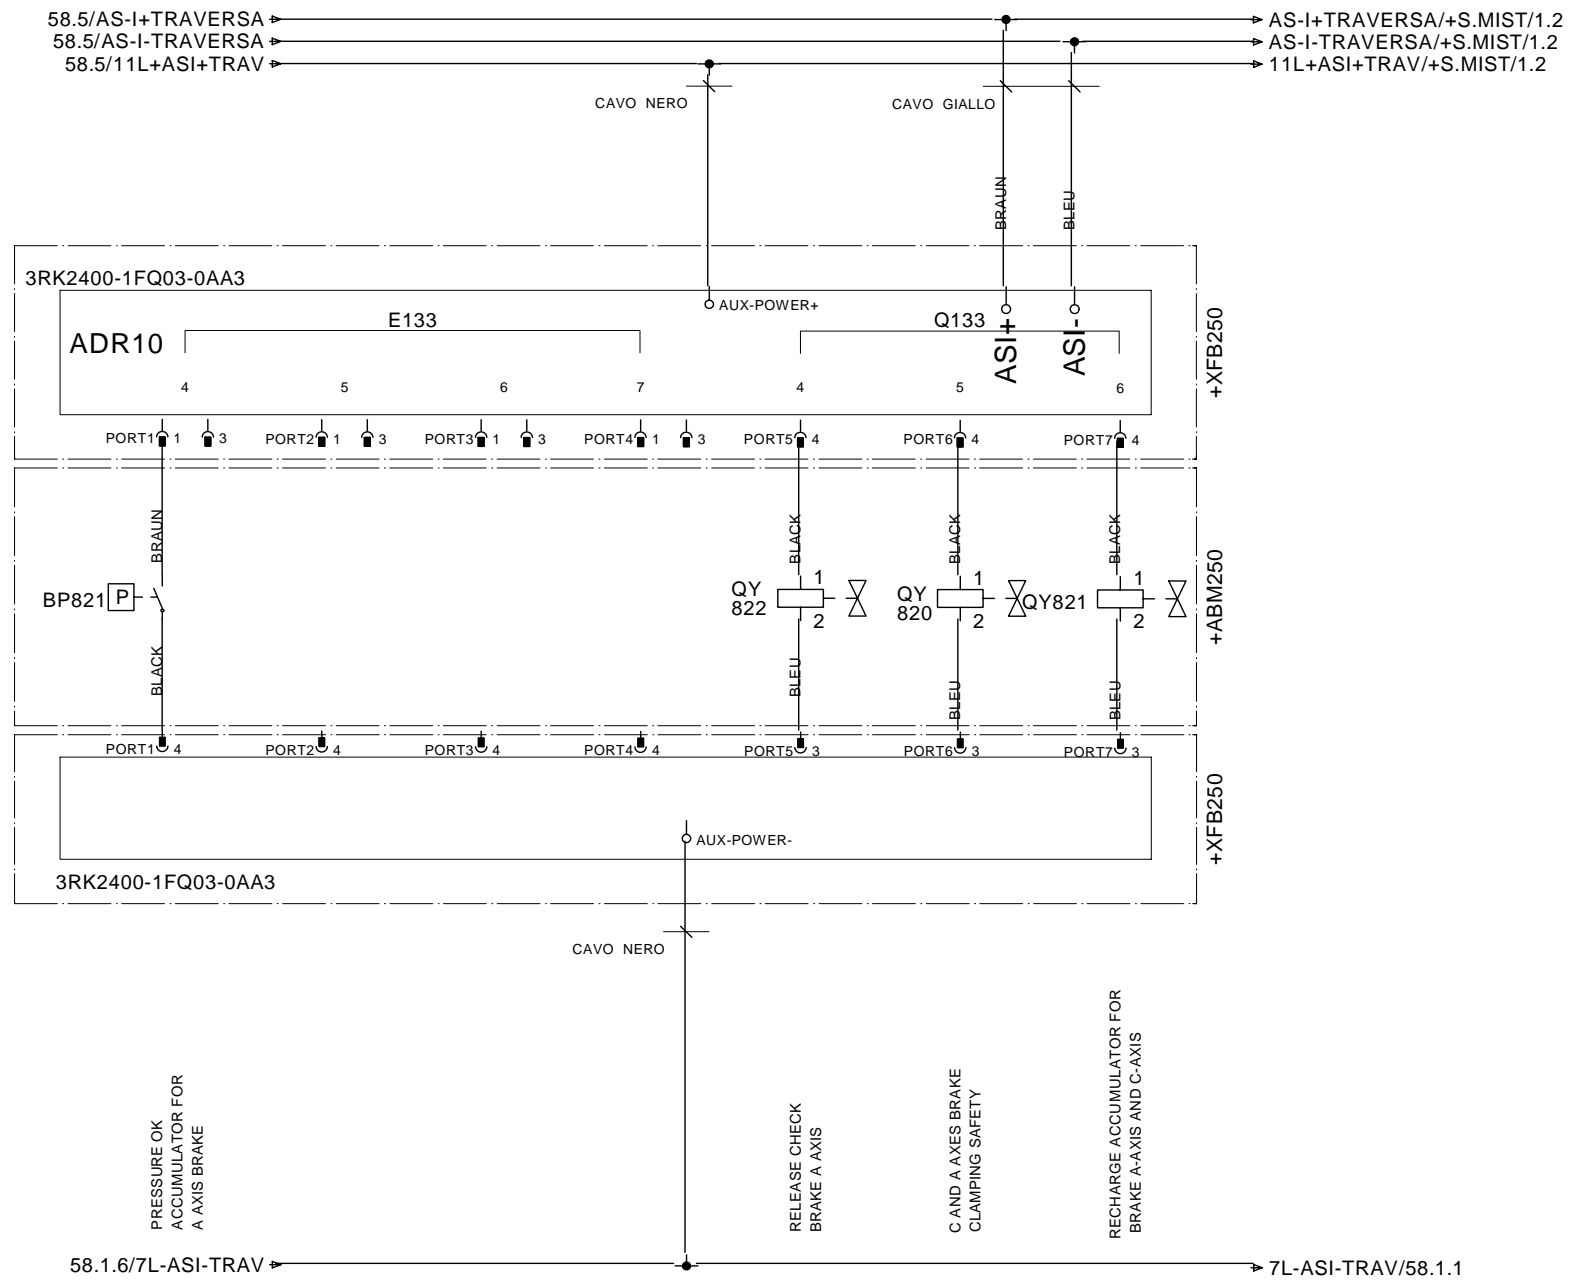 58.5/AS-I+TRAVERSA
AS-I+TRAVERSA/+S.MIST/1.2
58.5/AS-I-TRAVERSA
AS-I-TRAVERSA/+S.MIST/1.2
58.5/11L+ASI+TRAV
11L+ASI+TRAV/+S.MIST/1.2
CAVO NERO
CAVO GIALLO
BRAUN
BLEU
3RK2400-1FQ03-0AA3
AUX-POWER+
E133
Q133
ADR10
ASI+
ASI-
+XFB250
4
5
6
7
4
5
6
PORT1 1
3
PORT2 1
3
PORT3 1
3
PORT4 1
3
PORT5 4
PORT6 4
PORT7 4
BRAUN
BLACK
BLACK
BLACK
BP821
P
QY
822
1
2
QY
820
1
2
QY821
1
2
+ABM250
BLACK
BLEU
BLEU
BLEU
PORT1 4
PORT2 4
PORT3 4
PORT4 4
PORT5 3
PORT6 3
PORT7 3
AUX-POWER-
+XFB250
3RK2400-1FQ03-0AA3
CAVO NERO
PRESSURE OK
ACCUMULATOR FOR
A AXIS BRAKE
RELEASE CHECK
BRAKE A AXIS
C AND A AXES BRAKE
CLAMPING SAFETY
RECHARGE ACCUMULATOR FOR
BRAKE A-AXIS AND C-AXIS
58.1.6/7L-ASI-TRAV
7L-ASI-TRAV/58.1.1